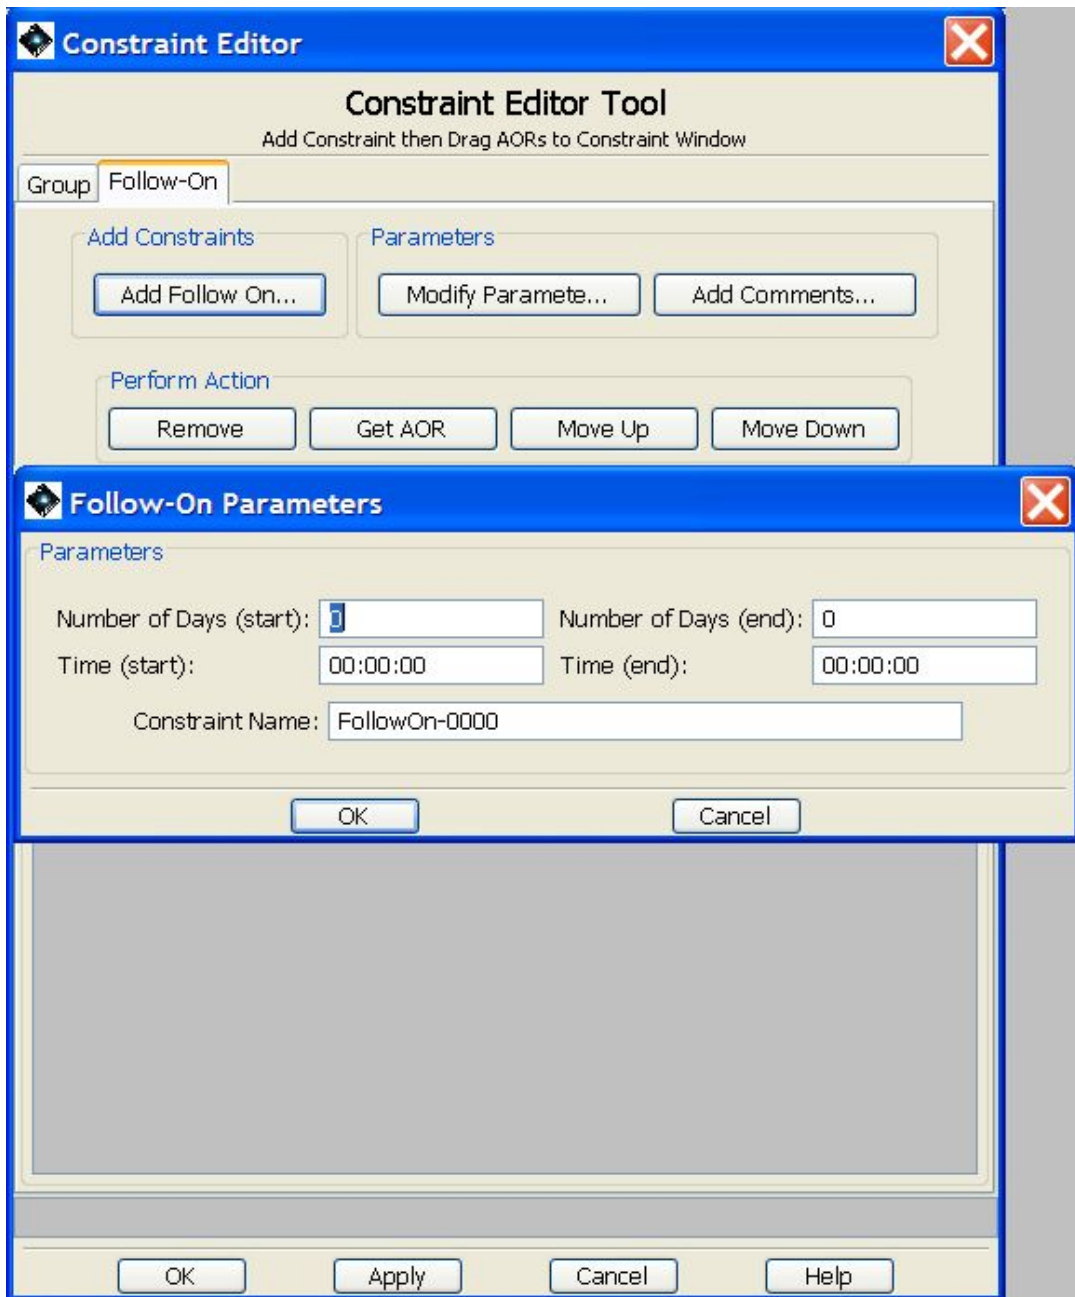 Constraint Editor
Constraint Editor Tool
Add Constraint then Drag AORs to Constraint Window
Group Follow-On
Add Constraints Parameters
Add Follow On... Modify Paramete... Add Comments...
Perform Action
Remove Get AOR Move Up Move Down
Follow-On Parameters
Parameters
Number of Days (start): 0 Number of Days (end): 0
Time (start): 00:00:00 Time (end): 00:00:00
Constraint Name: FollowOn-0000
OK Cancel
OK Apply Cancel Help